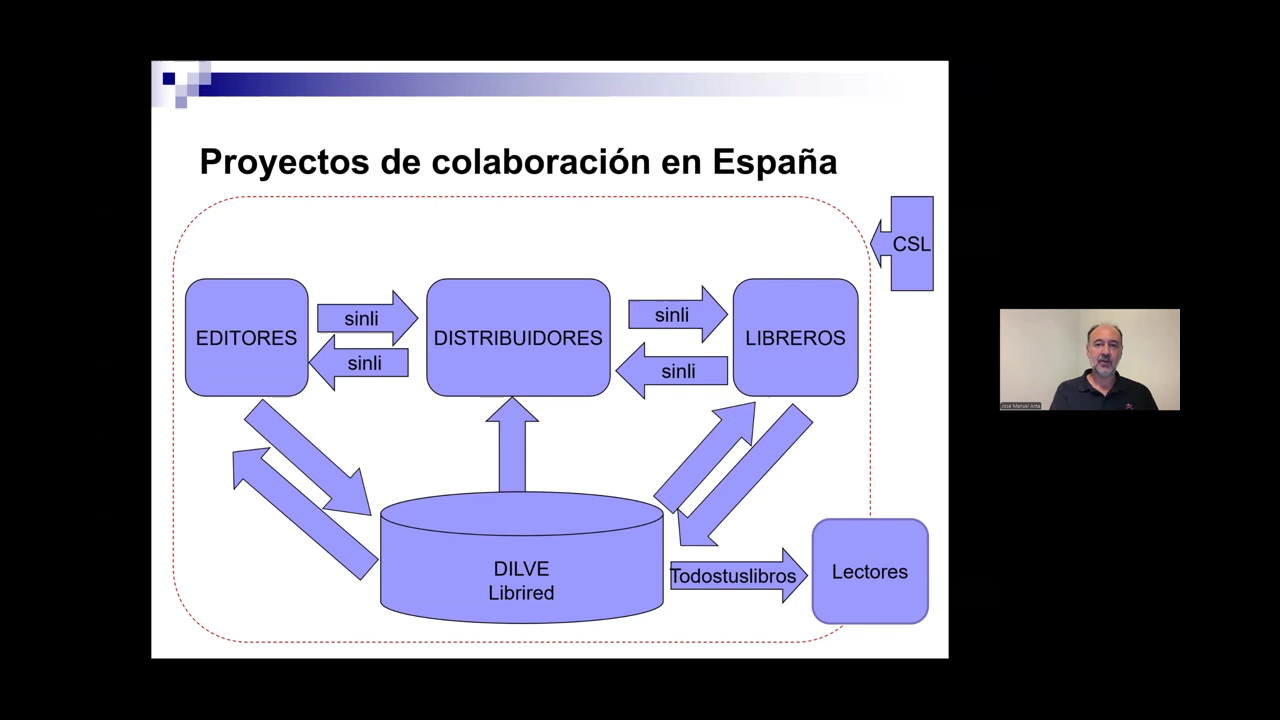 Proyectos de colaboración en España
CSL
EDITORES
sinli
sinli
DISTRIBUIDORES
sinli
sinli
LIBREROS
DILVE
Librired
Todostuslibros
Lectores